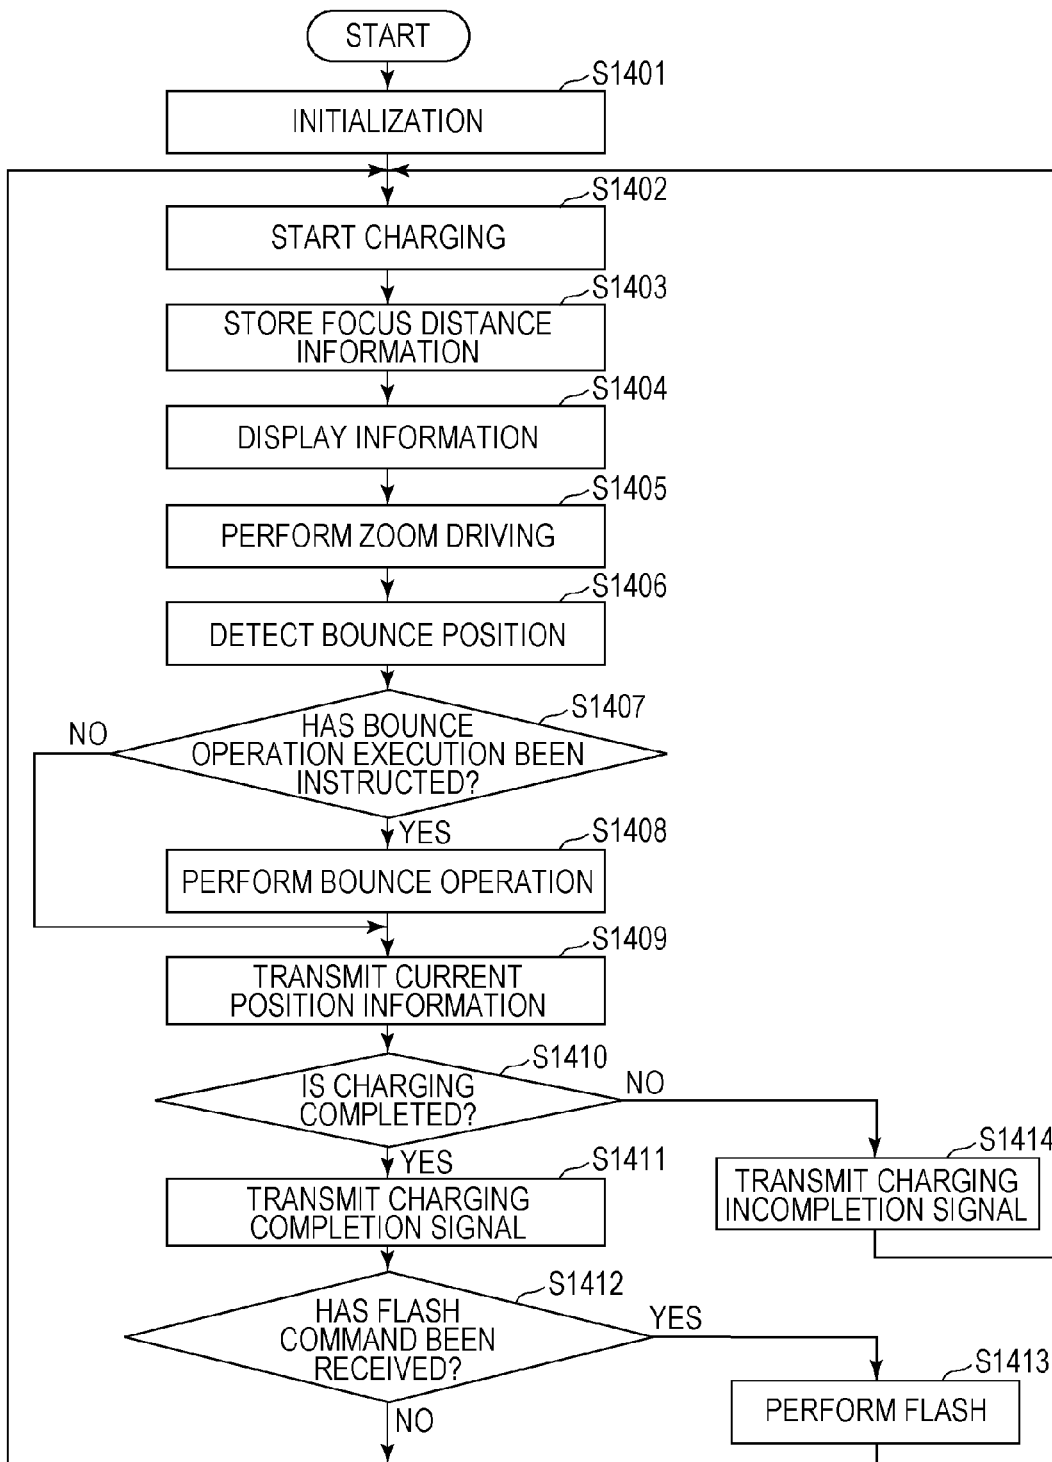 START
S1401
INITIALIZATION
S1402
START CHARGING
S1403
STORE FOCUS DISTANCE
INFORMATION
S1404
DISPLAY INFORMATION
S1405
PERFORM ZOOM DRIVING
S1406
DETECT BOUNCE POSITION
S1407
NO
HAS BOUNCE
OPERATION EXECUTION BEEN
INSTRUCTED?
YES
S1408
PERFORM BOUNCE OPERATION
S1409
TRANSMIT CURRENT
POSITION INFORMATION
S1410
NO
IS CHARGING
COMPLETED?
YES
S1411
TRANSMIT CHARGING
COMPLETION SIGNAL
S1414
TRANSMIT CHARGING
INCOMPLETION SIGNAL
S1412
YES
HAS FLASH
COMMAND BEEN
RECEIVED?
NO
S1413
PERFORM FLASH